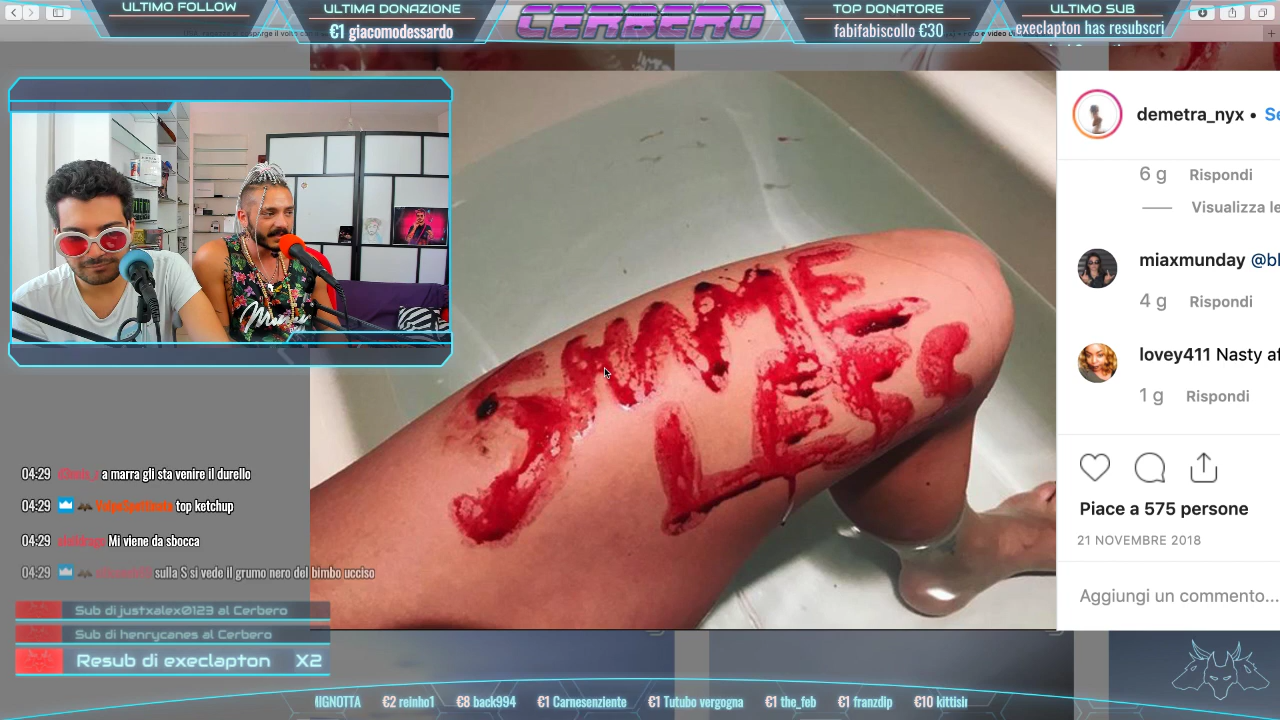 ULTIMO FOLLOW
ULTIMA DONAZIONE
€1 giacomodessardo
CERBERO
TOP DONATORE
fabifabiscollo €30
ULTIMO SUB
execlapton has resubscri
demetra_nyx •
6 g Rispondi
Visualizza le
miaxmunday
4 g Rispondi
lovey411 Nasty af
1 g Rispondi
Piace a 575 persone
21 NOVEMBRE 2018
Aggiungi un commento...
SHAME
LESS
04:29 a marra gli sta venire il durello
04:29 top ketchup
04:29 Mi viene da sbocca
04:29 sulla S si vede il grumo nero del bimbo ucciso
Sub di justxalex0123 al Cerbero
Sub di henrycanes al Cerbero
Resub di execlapton X2
MIGNOTTA €2 reinho1 €8 back994 €1 Carnesenziente €1 Tutubo vergogna €1 the_feb €1 franzdip €10 kittisi